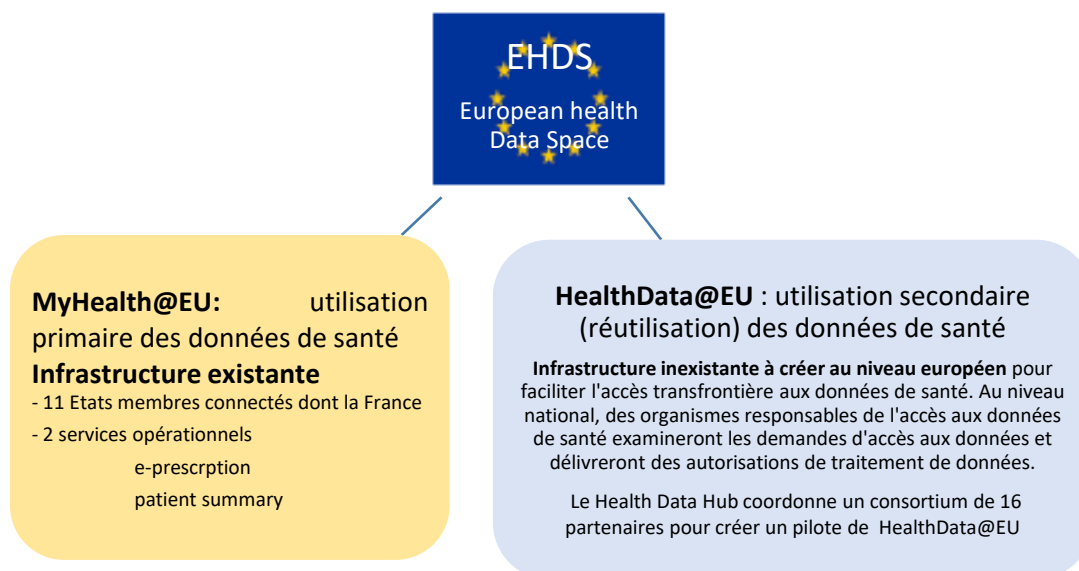 EHDS
European health
Data Space
MyHealth@EU: utilisation
primaire des données de santé
Infrastructure existante
- 11 Etats membres connectés dont la France
- 2 services opérationnels
e-prescrption
patient summary
HealthData@EU : utilisation secondaire
(réutilisation) des données de santé
Infrastructure inexistante à créer au niveau européen pour
faciliter l'accès transfrontière aux données de santé. Au niveau
national, des organismes responsables de l'accès aux données
de santé examineront les demandes d'accès aux données et
délivreront des autorisations de traitement de données.
Le Health Data Hub coordonne un consortium de 16
partenaires pour créer un pilote de HealthData@EU